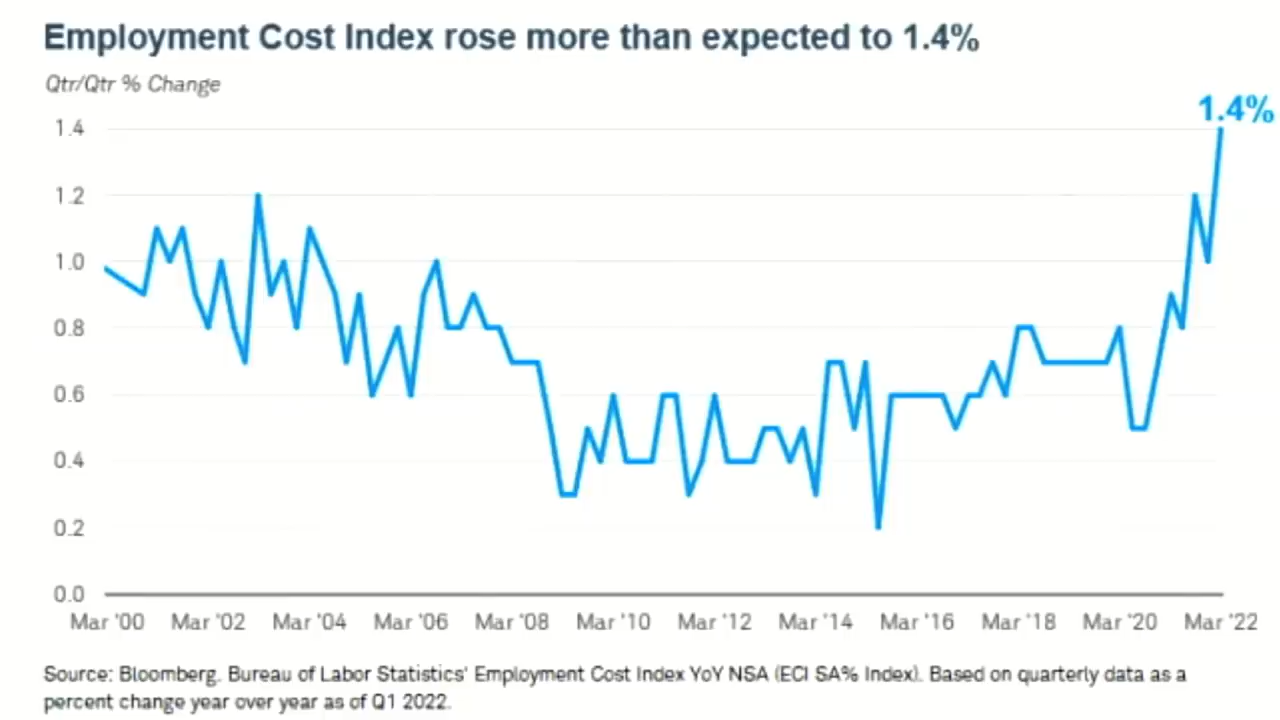 Employment Cost Index rose more than expected to 1.4%
Qtr/Qtr % Change
1.4%
1.4
1.2
1.0
0.8
0.6
0.4
0.2
0.0
Mar '00 Mar '02 Mar '04 Mar '06 Mar '08 Mar '10 Mar '12 Mar '14 Mar '16 Mar '18 Mar '20 Mar '22
Source: Bloomberg. Bureau of Labor Statistics' Employment Cost Index YoY NSA (ECI SA% Index). Based on quarterly data as a
percent change year over year as of Q1 2022.